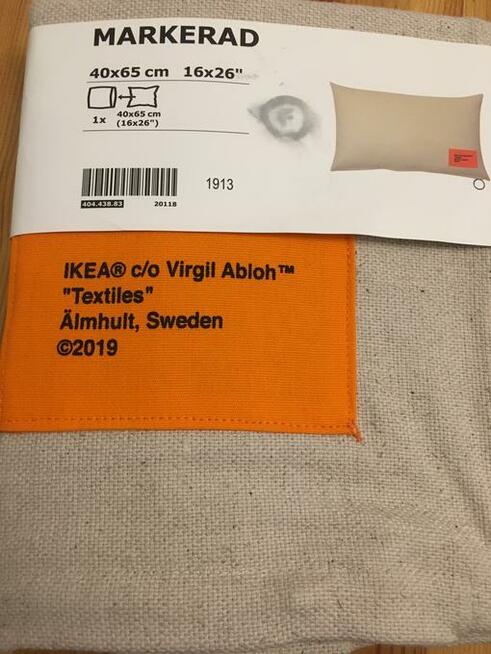 MARKERAD
40x65 cm 16x26"
1x 40x65 cm
(16x26")
1913
404.438.83 20118
IKEA® c/o Virgil Abloh™
"Textiles"
Älmhult, Sweden
©2019